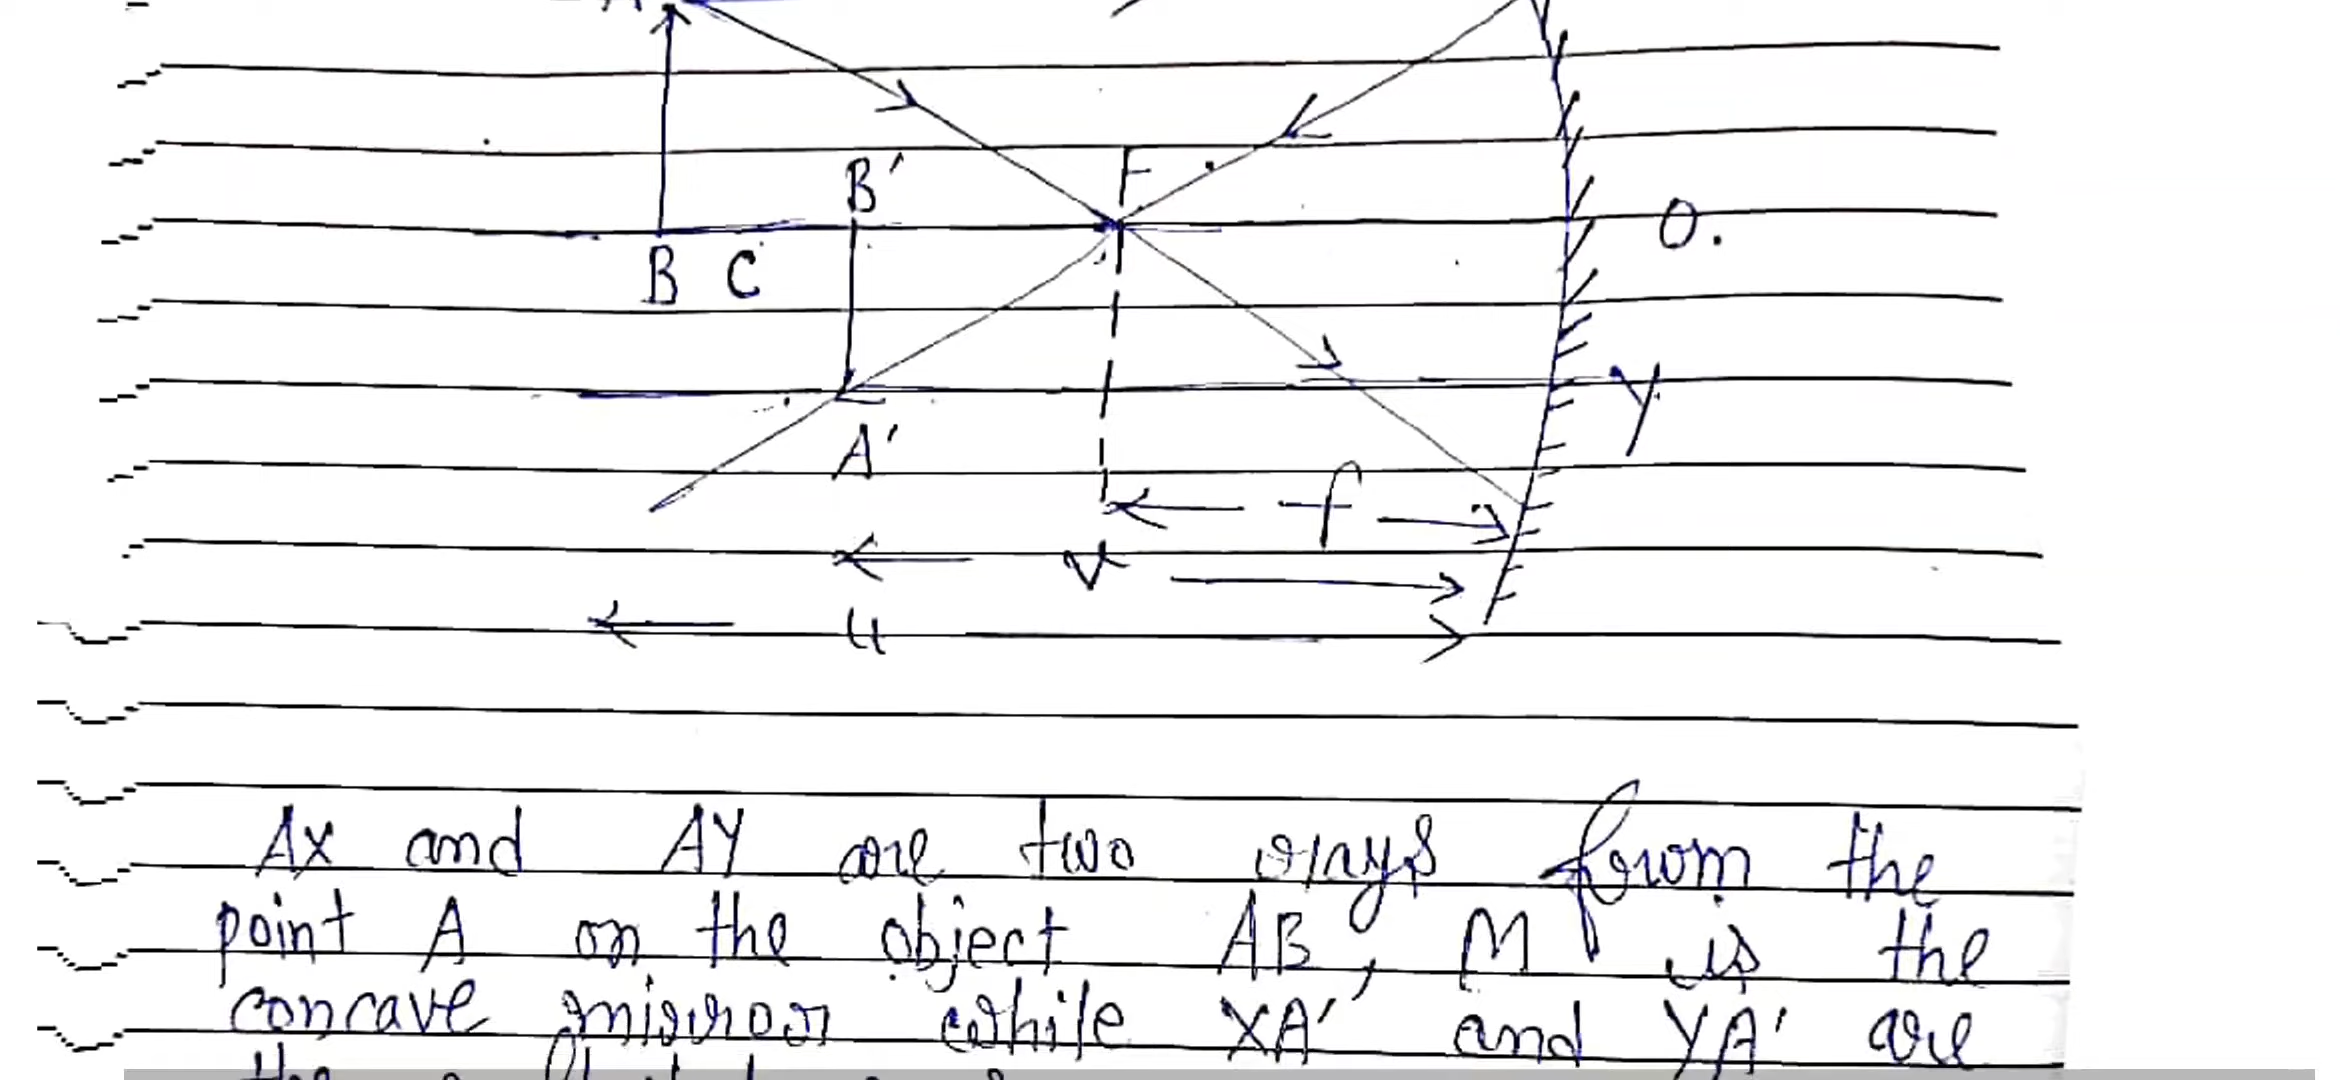 B'
F
O.
B C
Y
A'
f
v
u
AX and AY are two rays from the
point A on the object AB, M is the
concave mirror while XA' and YA' are
the